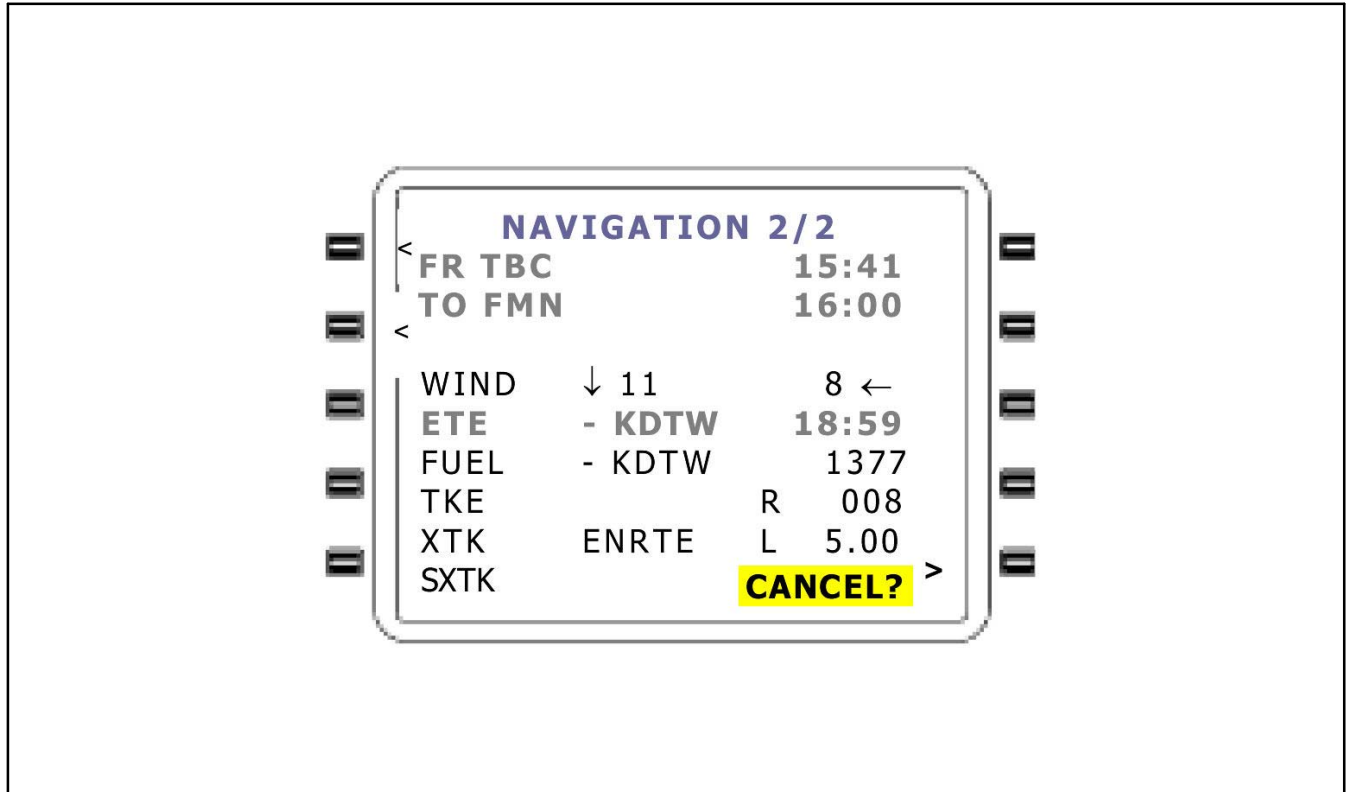 NAVIGATION 2/2
< FR TBC 15:41
TO FMN 16:00
<
WIND ↓ 11 8 ←
ETE - KDTW 18:59
FUEL - KDTW 1377
TKE R 008
XTK ENRTE L 5.00
SXTK CANCEL? >